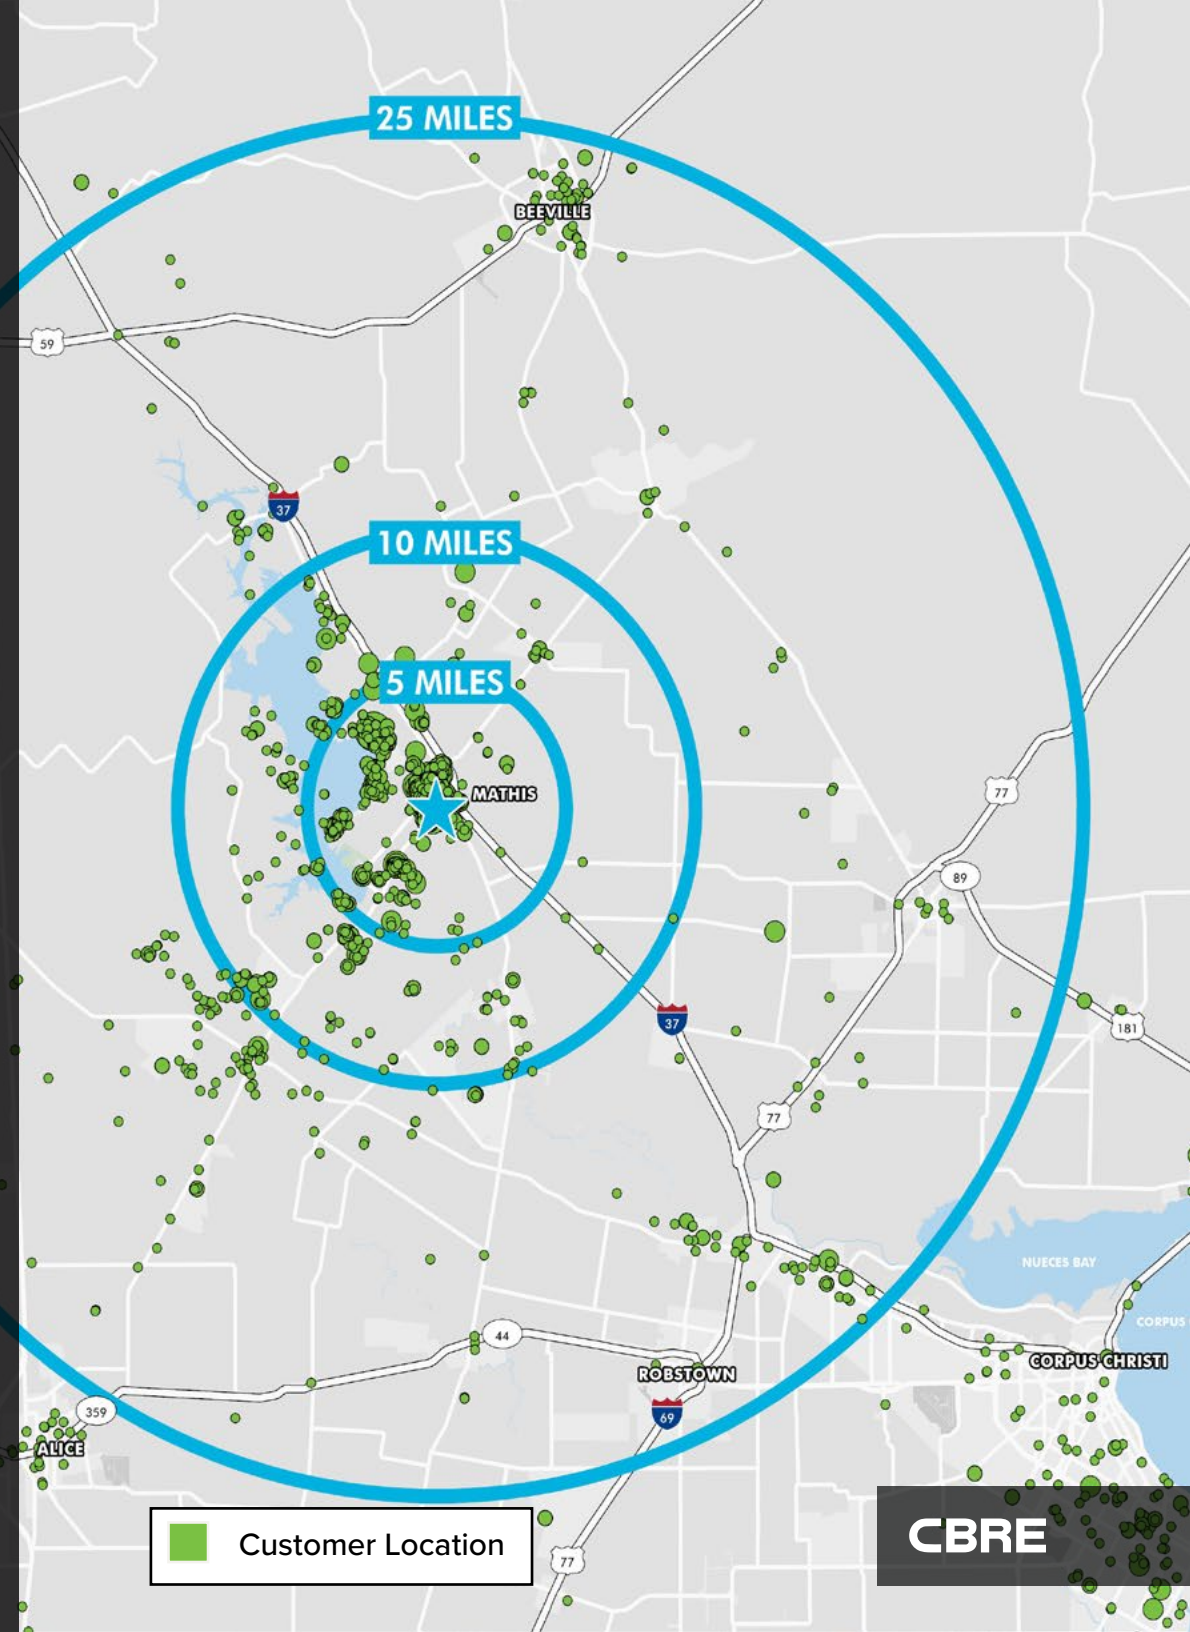 25 MILES
BEEVILLE
59
37
10 MILES
5 MILES
MATHIS
77
89
37
181
77
NUECES BAY
CORPUS
44
CORPUS CHRISTI
ROBSTOWN
359
69
ALICE
Customer Location
CBRE
77